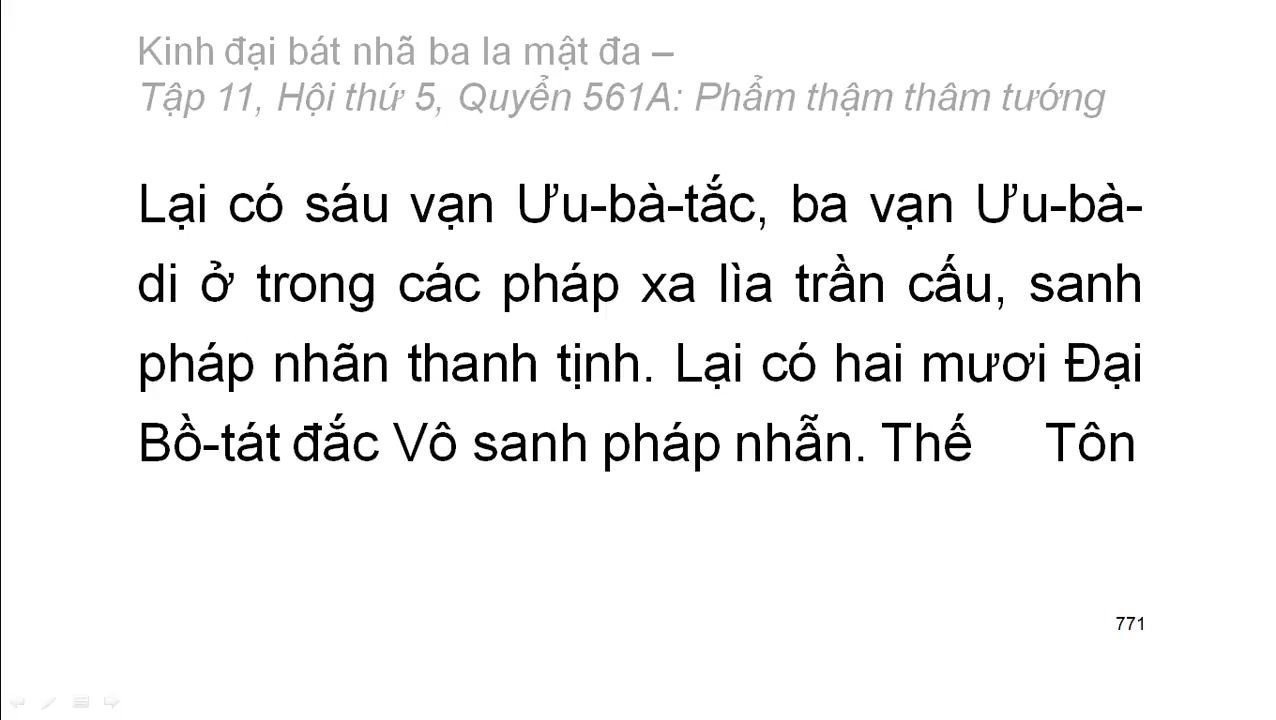 Kinh đại bát nhã ba la mật đa –
Tập 11, Hội thứ 5, Quyển 561A: Phẩm thậm thâm tướng
Lại có sáu vạn Ưu-bà-tắc, ba vạn Ưu-bà-
di ở trong các pháp xa lìa trần cấu, sanh
pháp nhãn thanh tịnh. Lại có hai mươi Đại
Bồ-tát đắc Vô sanh pháp nhẫn. Thế Tôn
771